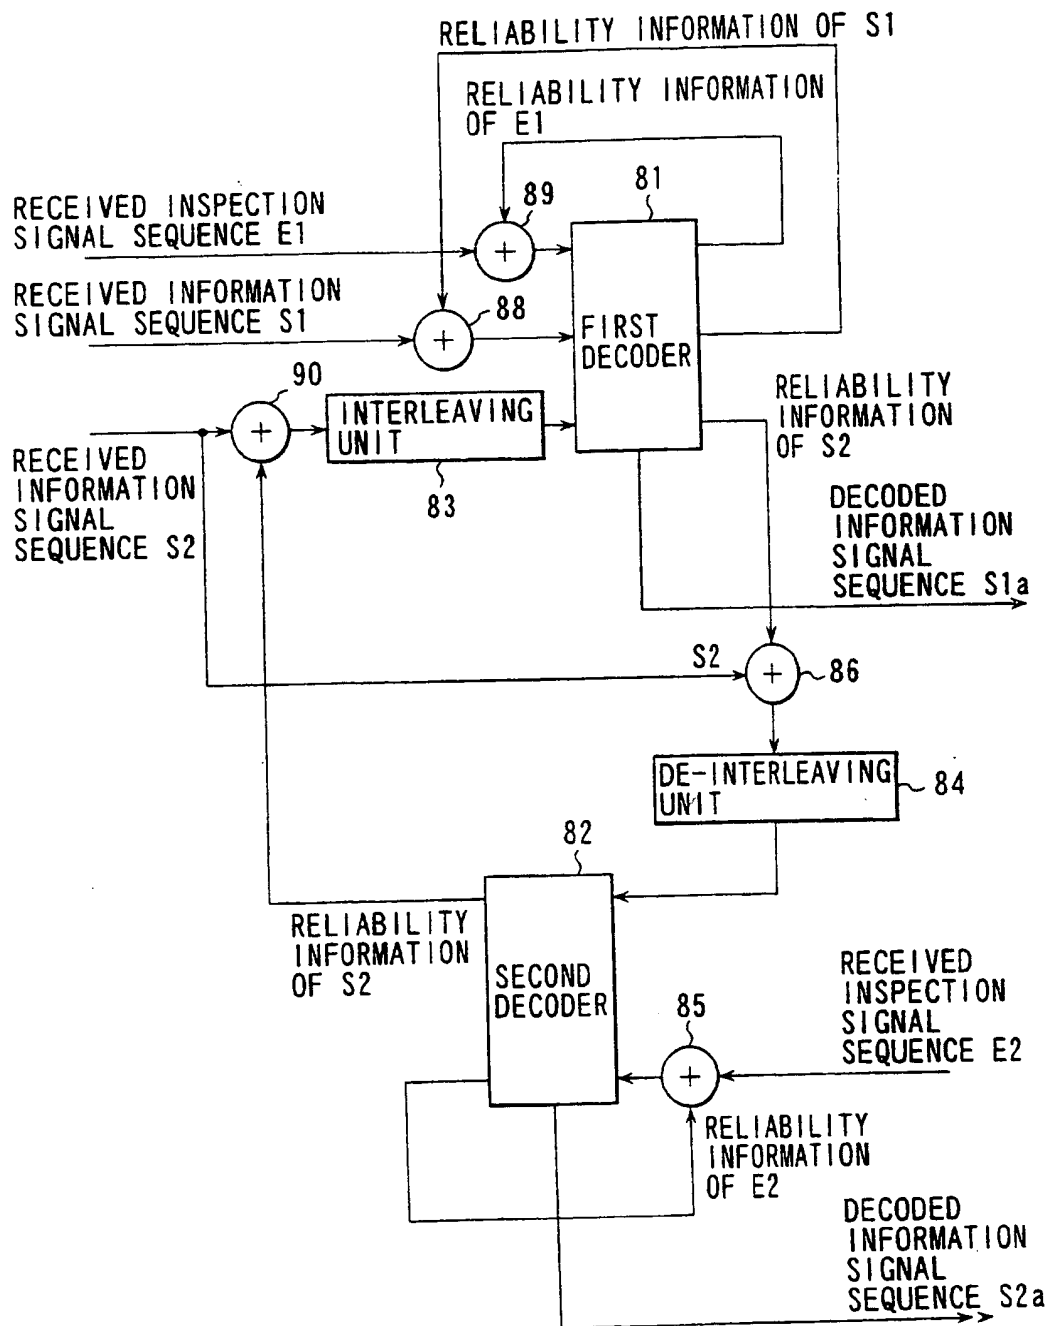 RELIABILITY INFORMATION OF S1
RELIABILITY INFORMATION
OF E1
81
89
RECEIVED INSPECTION
SIGNAL SEQUENCE E1
+
RECEIVED INFORMATION
SIGNAL SEQUENCE S1
88
+
FIRST
DECODER
90
INTERLEAVING
UNIT
+
83
RELIABILITY
INFORMATION
OF S2
RECEIVED
INFORMATION
SIGNAL
SEQUENCE S2
DECODED
INFORMATION
SIGNAL
SEQUENCE S1a
S2
+
86
DE-INTERLEAVING
UNIT
84
82
RELIABILITY
INFORMATION
OF S2
SECOND
DECODER
85
+
RECEIVED
INSPECTION
SIGNAL
SEQUENCE E2
RELIABILITY
INFORMATION
OF E2
DECODED
INFORMATION
SIGNAL
SEQUENCE S2a